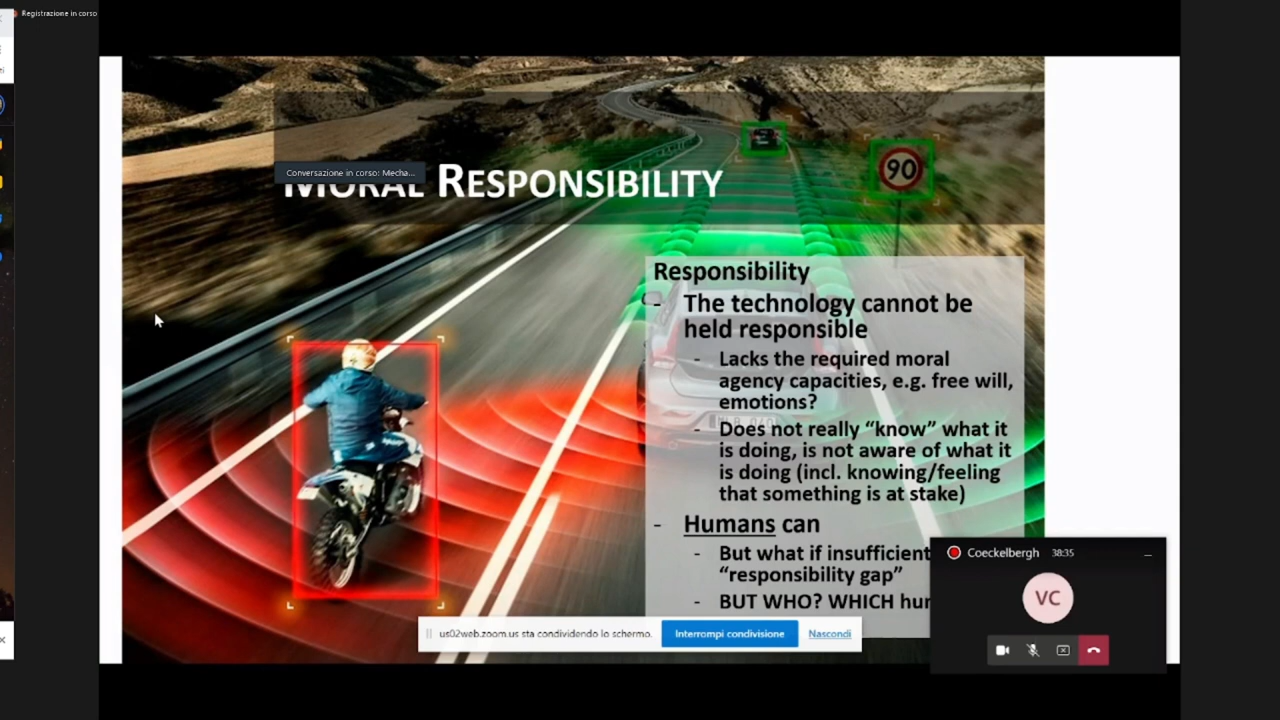 Registrazione in corso
Conversazione in corso: Mecha...
MORAL RESPONSIBILITY
90
Responsibility
- The technology cannot be
held responsible
- Lacks the required moral
agency capacities, e.g. free will,
emotions?
- Does not really “know” what it
is doing, is not aware of what it
is doing (incl. knowing/feeling
that something is at stake)
- Humans can
- But what if insufficient
“responsibility gap”
- BUT WHO? WHICH
Coeckelbergh 38:35
VC
us02web.zoom.us sta condividendo lo schermo. Interrompi condivisione Nascondi